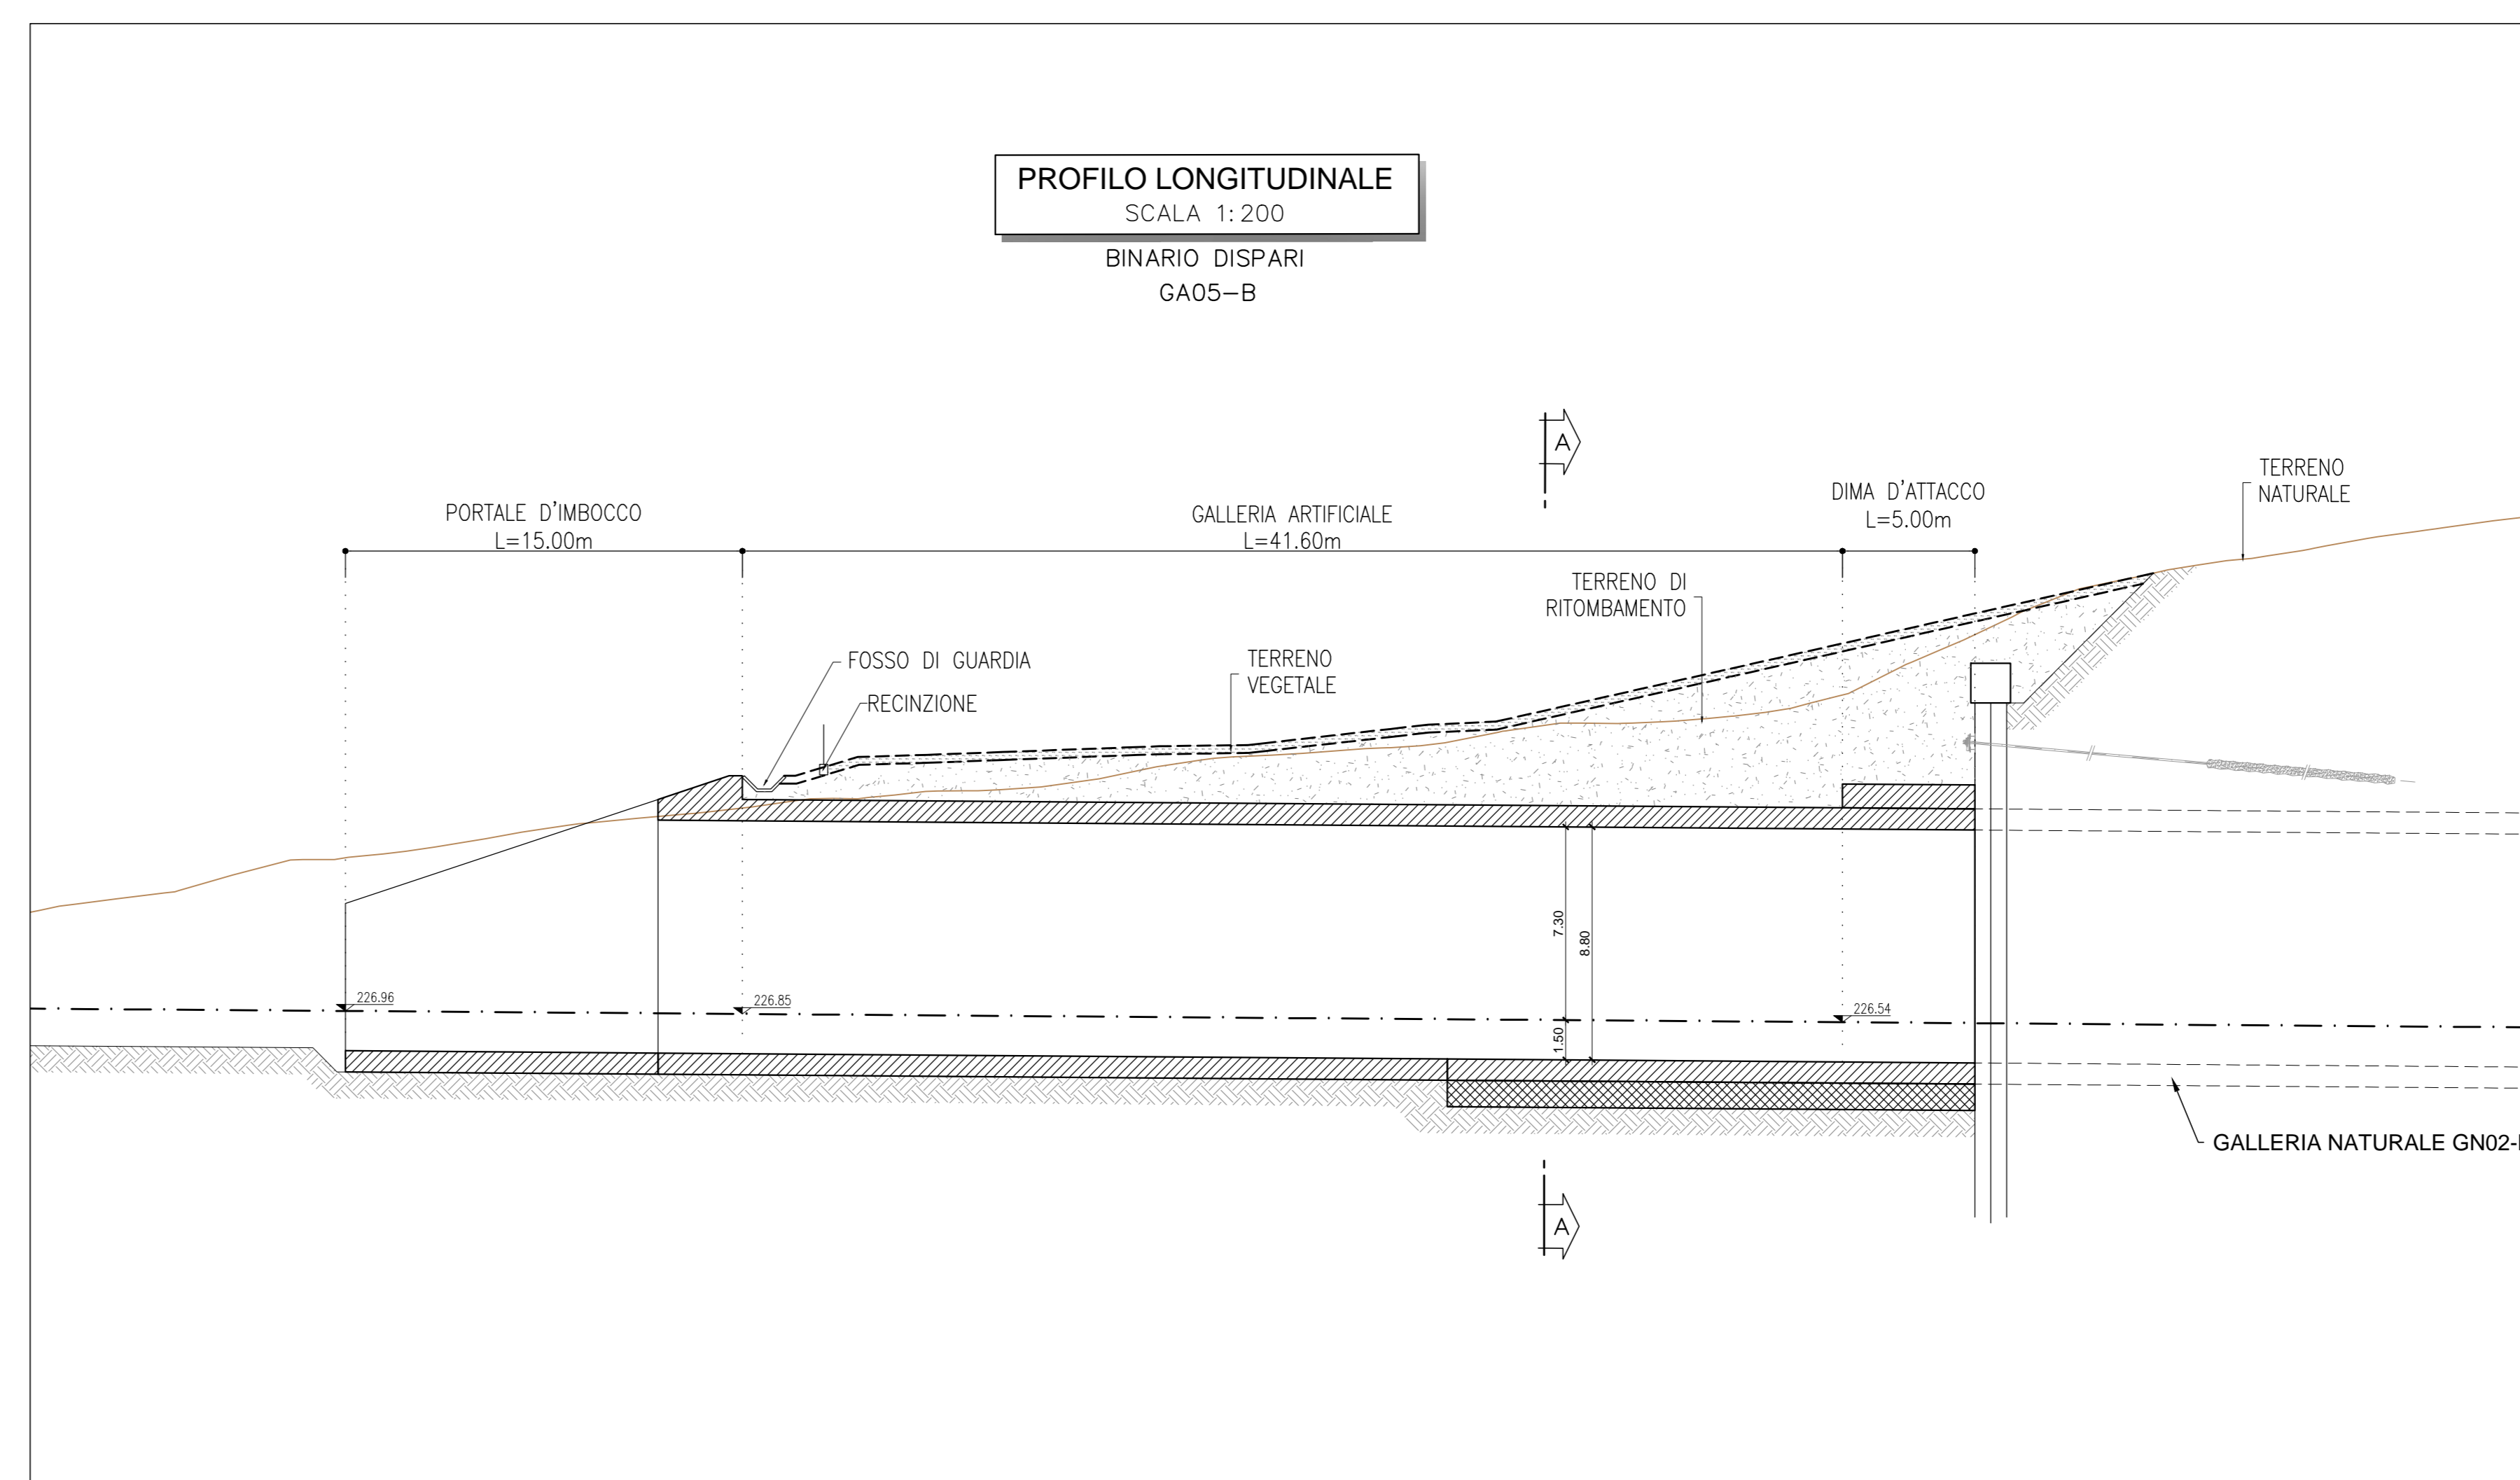 PROFILO LONGITUDINALE
SCALA 1:200
BINARIO DISPARI
GA05-B
A
PORTALE D'IMBOCCO
L=15.00m
GALLERIA ARTIFICIALE
L=41.60m
DIMA D'ATTACCO
L=5.00m
TERRENO
NATURALE
TERRENO DI
RITOMBAMENTO
FOSSO DI GUARDIA
RECINZIONE
TERRENO
VEGETALE
7.30
8.80
1.50
226.96
226.85
226.54
GALLERIA NATURALE GN02-
A